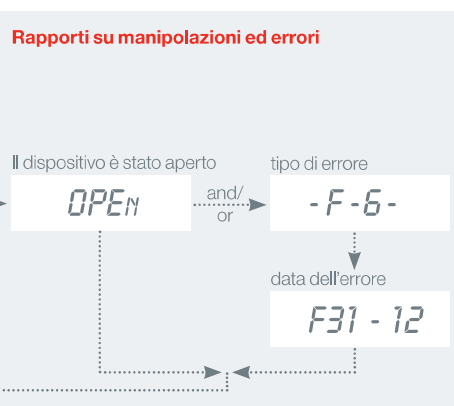 Rapporti su manipolazioni ed errori
Il dispositivo è stato aperto
OPEn
and/
or
tipo di errore
-F-6-
data dell'errore
F31 - 12